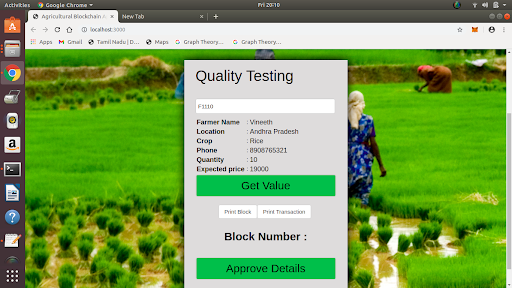 Activities Google Chrome ▾ Fri 20:10
Agricultural Blockchain A
New Tab
localhost:3000
Apps Gmail Tamil Nadu | D… Maps Graph Theory… Graph Theory…
Quality Testing
F1110
Farmer Name : Vineeth
Location : Andhra Pradesh
Crop : Rice
Phone : 8908765321
Quantity : 10
Expected price : 19000
Get Value
Print Block Print Transaction
Block Number :
Approve Details